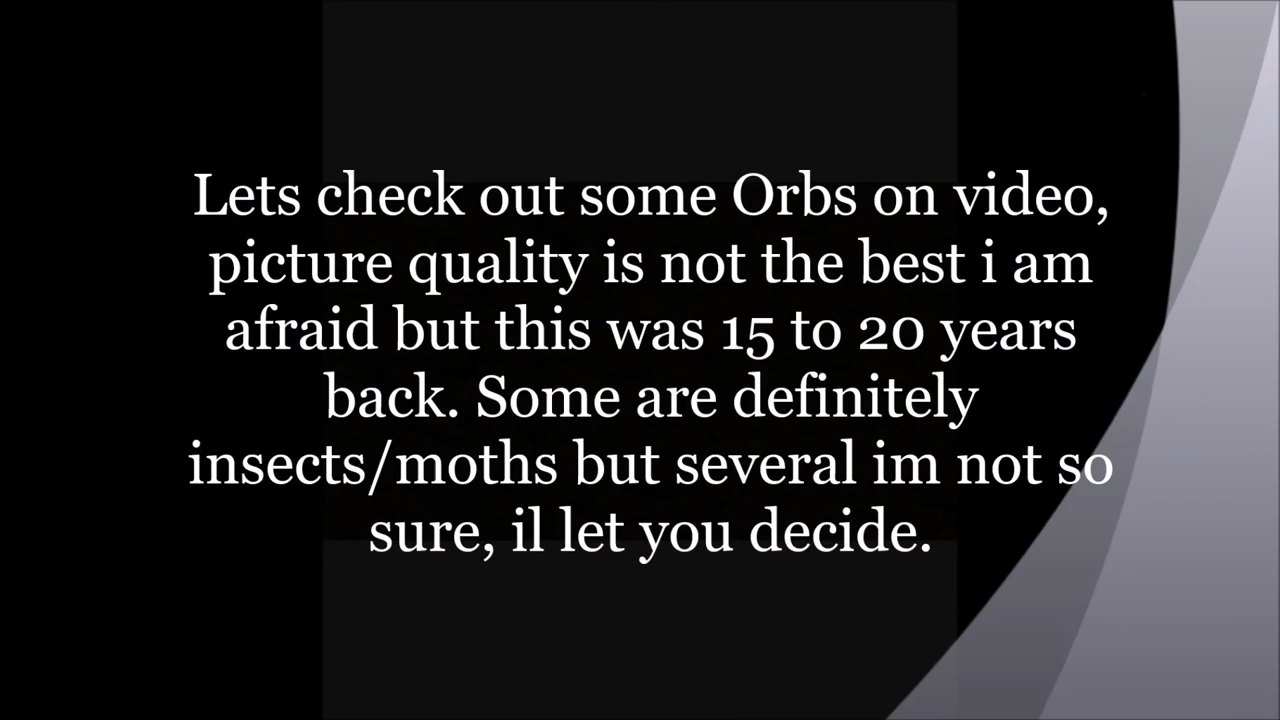 Lets check out some Orbs on video,
picture quality is not the best i am
afraid but this was 15 to 20 years
back. Some are definitely
insects/moths but several im not so
sure, il let you decide.